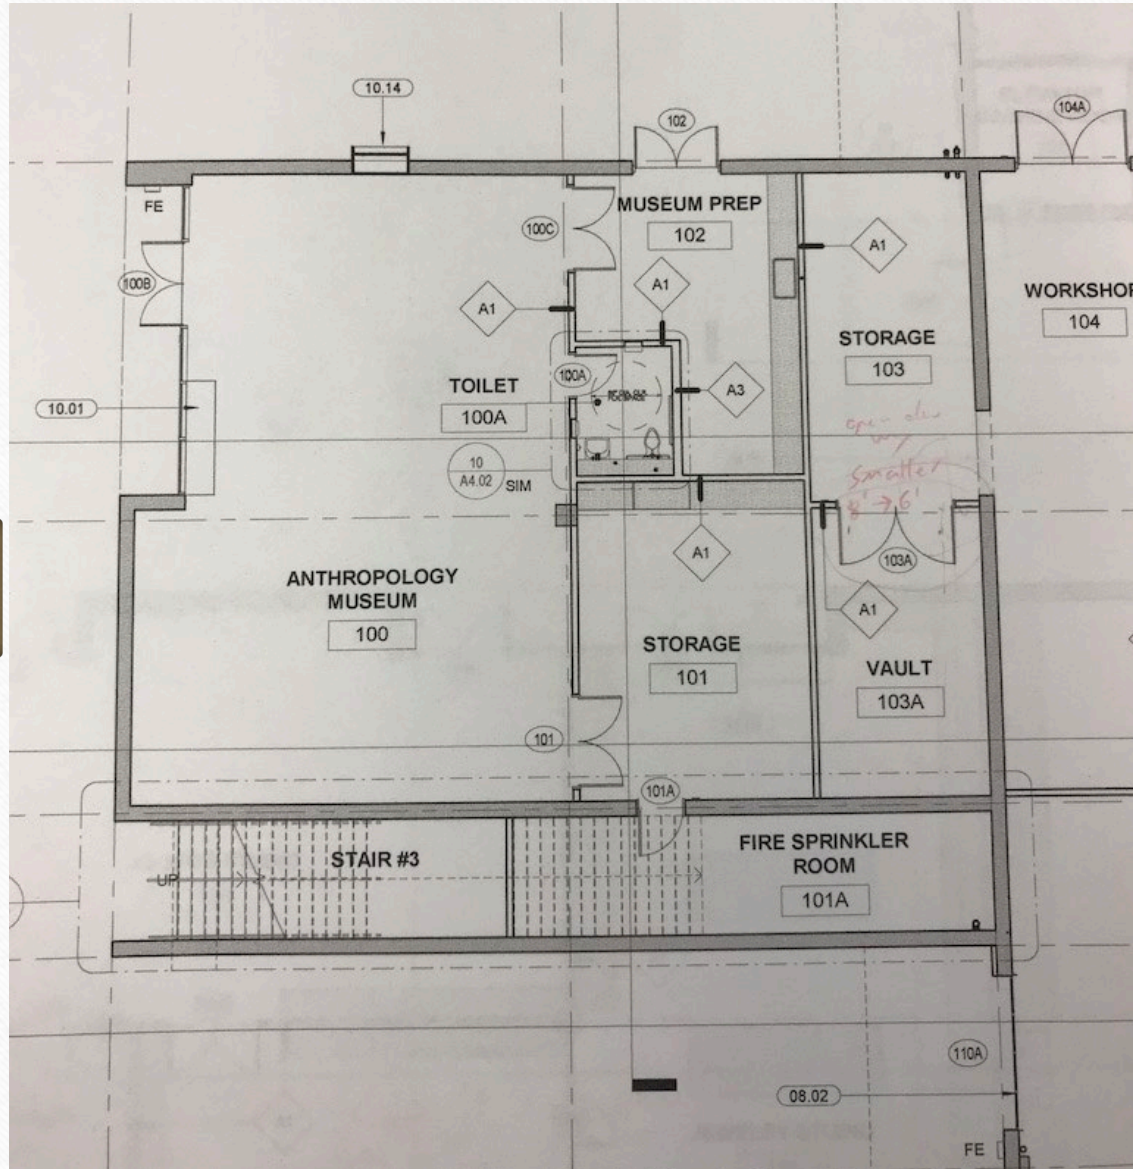 10.14
102
104A
FE
MUSEUM PREP
102
100C
A1
100B
A1
A1
WORKSHOP
104
STORAGE
103
100A
TOILET
100A
A3
10.01
open
smaller
8' → 6'
10
A4.02
SIM
A1
103A
ANTHROPOLOGY
MUSEUM
100
A1
STORAGE
101
VAULT
103A
101
101A
FIRE SPRINKLER
ROOM
101A
STAIR #3
UP
110A
08.02
FE